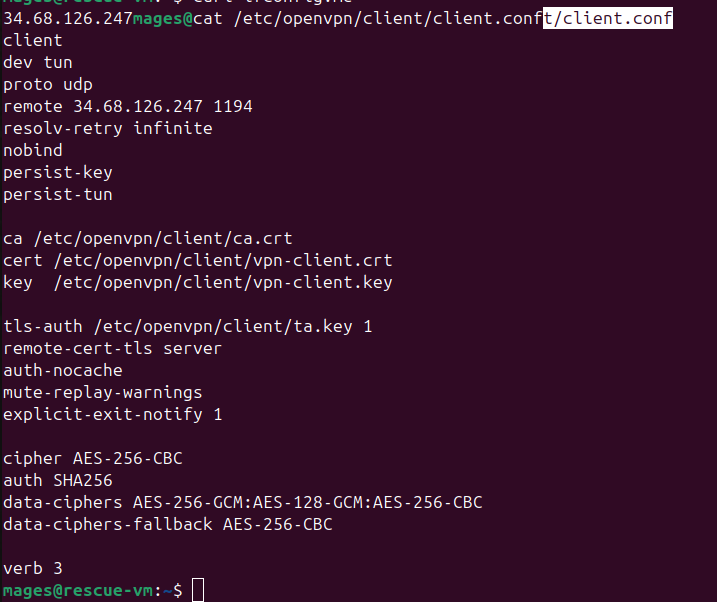 34.68.126.247mages@cat /etc/openvpn/client/client.conft/client.conf
client
dev tun
proto udp
remote 34.68.126.247 1194
resolv-retry infinite
nobind
persist-key
persist-tun
ca /etc/openvpn/client/ca.crt
cert /etc/openvpn/client/vpn-client.crt
key  /etc/openvpn/client/vpn-client.key
tls-auth /etc/openvpn/client/ta.key 1
remote-cert-tls server
auth-nocache
mute-replay-warnings
explicit-exit-notify 1
cipher AES-256-CBC
auth SHA256
data-ciphers AES-256-GCM:AES-128-GCM:AES-256-CBC
data-ciphers-fallback AES-256-CBC
verb 3
mages@rescue-vm:~$